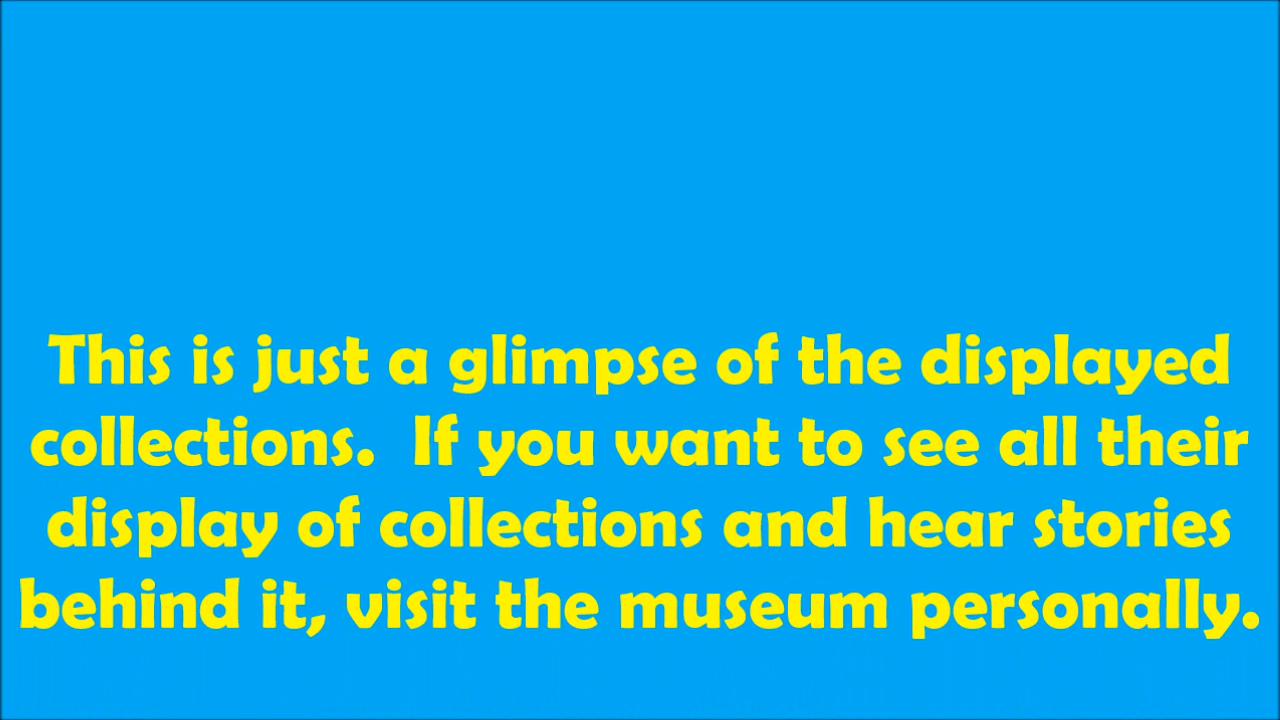 This is just a glimpse of the displayed
collections.  If you want to see all their
display of collections and hear stories
behind it, visit the museum personally.